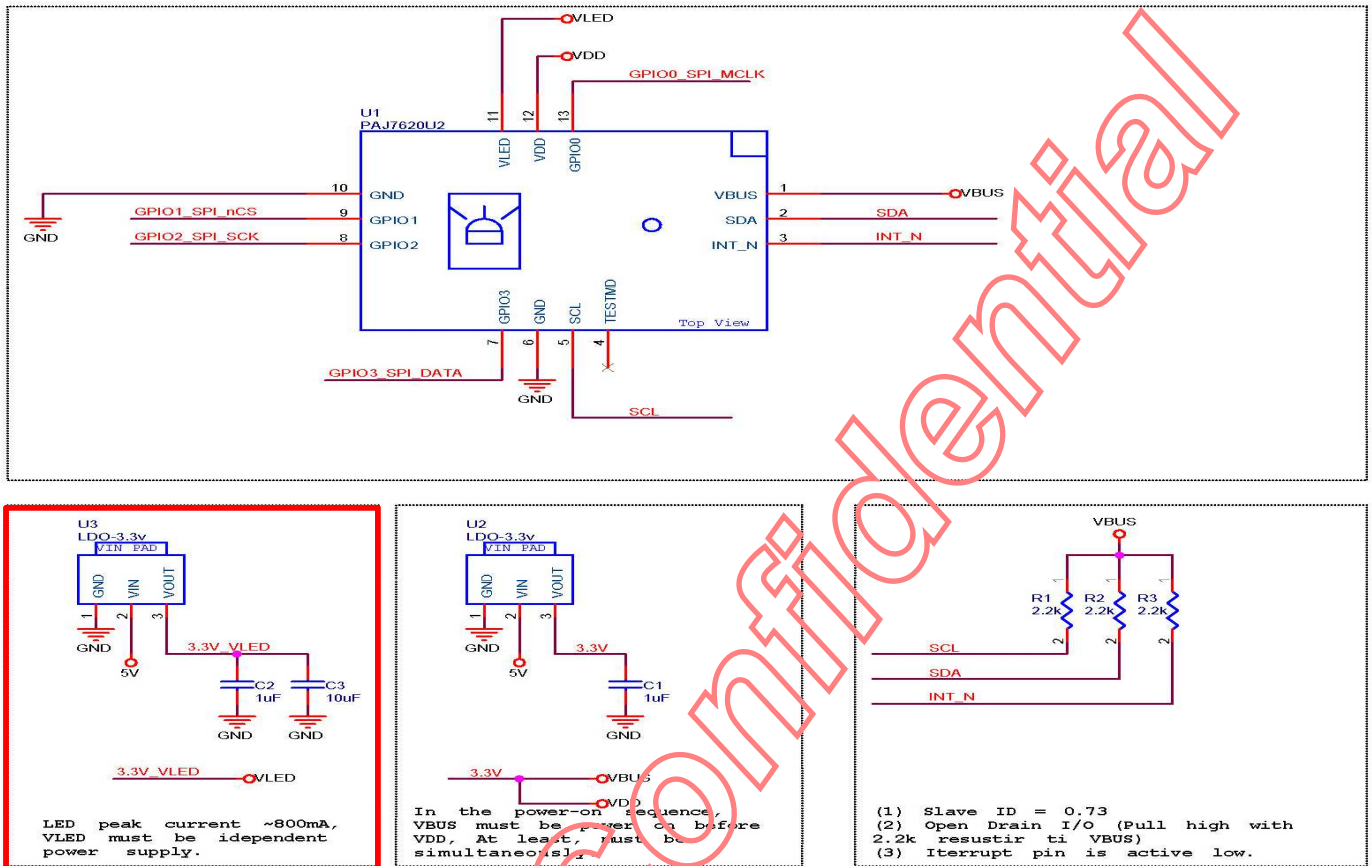 VLED
VDD
GPIO0_SPI_MCLK
U1
PAJ7620U2
11
12
13
VLED
VDD
GPIO0
10
GND
VBUS
1
VBUS
GPIO1_SPI_nCS
9
GPIO1
SDA
2
SDA
GND
GPIO2_SPI_SCK
8
GPIO2
INT_N
3
INT_N
GPIO3
GND
SCL
TESTMD
Top View
7
6
5
4
GPIO3_SPI_DATA
GND
SCL
U3
LDO-3.3v
VIN PAD
GND
VIN
VOUT
1
2
3
GND
5V
3.3V_VLED
C2
1uF
C3
10uF
GND
GND
3.3V_VLED
VLED
LED peak current ~800mA,
VLED must be idependent
power supply.
U2
LDO-3.3v
VIN PAD
GND
VIN
VOUT
1
2
3
GND
5V
3.3V
C1
1uF
GND
3.3V
VBUS
VDD
In the power-on sequence,
VBUS must be power on before
VDD, At least, must be
simultaneously.
VBUS
1
1
1
R1
2.2k
R2
2.2k
R3
2.2k
2
2
2
SCL
SDA
INT_N
(1) Slave ID = 0.73
(2) Open Drain I/O (Pull high with
2.2k resustir ti VBUS)
(3) Iterrupt pin is active low.
Confidential